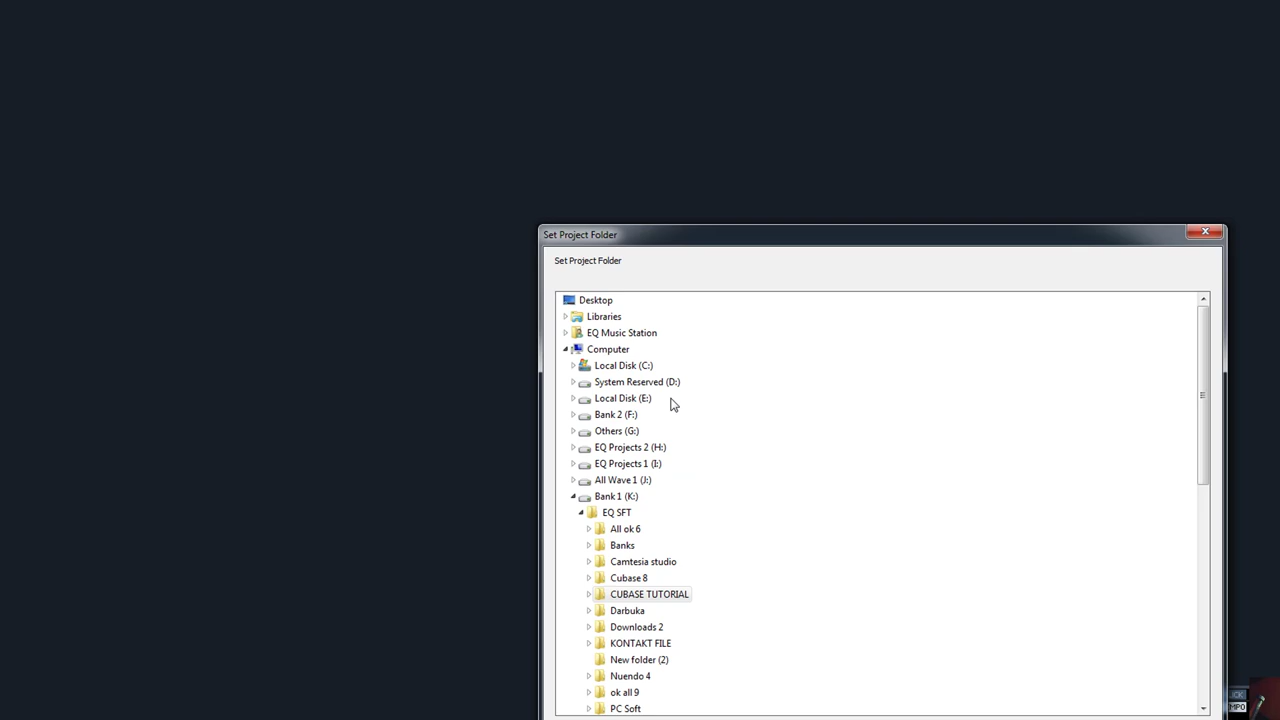 Set Project Folder
Set Project Folder
Desktop
Libraries
EQ Music Station
Computer
Local Disk (C:)
System Reserved (D:)
Local Disk (E:)
Bank 2 (F:)
Others (G:)
EQ Projects 2 (H:)
EQ Projects 1 (I:)
All Wave 1 (J:)
Bank 1 (K:)
EQ SFT
All ok 6
Banks
Camtesia studio
Cubase 8
CUBASE TUTORIAL
Darbuka
Downloads 2
KONTAKT FILE
New folder (2)
Nuendo 4
ok all 9
PC Soft